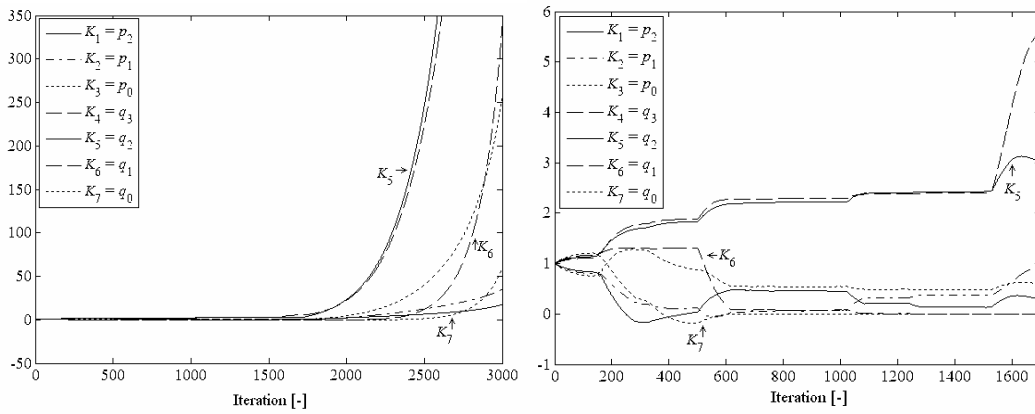 350
300
250
200
150
100
50
0
-50
K1 = p2
K2 = p1
K3 = p0
K4 = q3
K5 = q2
K6 = q1
K7 = q0
K5
K6
K7
0 500 1000 1500 2000 2500 3000
Iteration [-]
6
5
4
3
2
1
0
-1
K1 = p2
K2 = p1
K3 = p0
K4 = q3
K5 = q2
K6 = q1
K7 = q0
K5
K6
K7
0 200 400 600 800 1000 1200 1400 1600
Iteration [-]